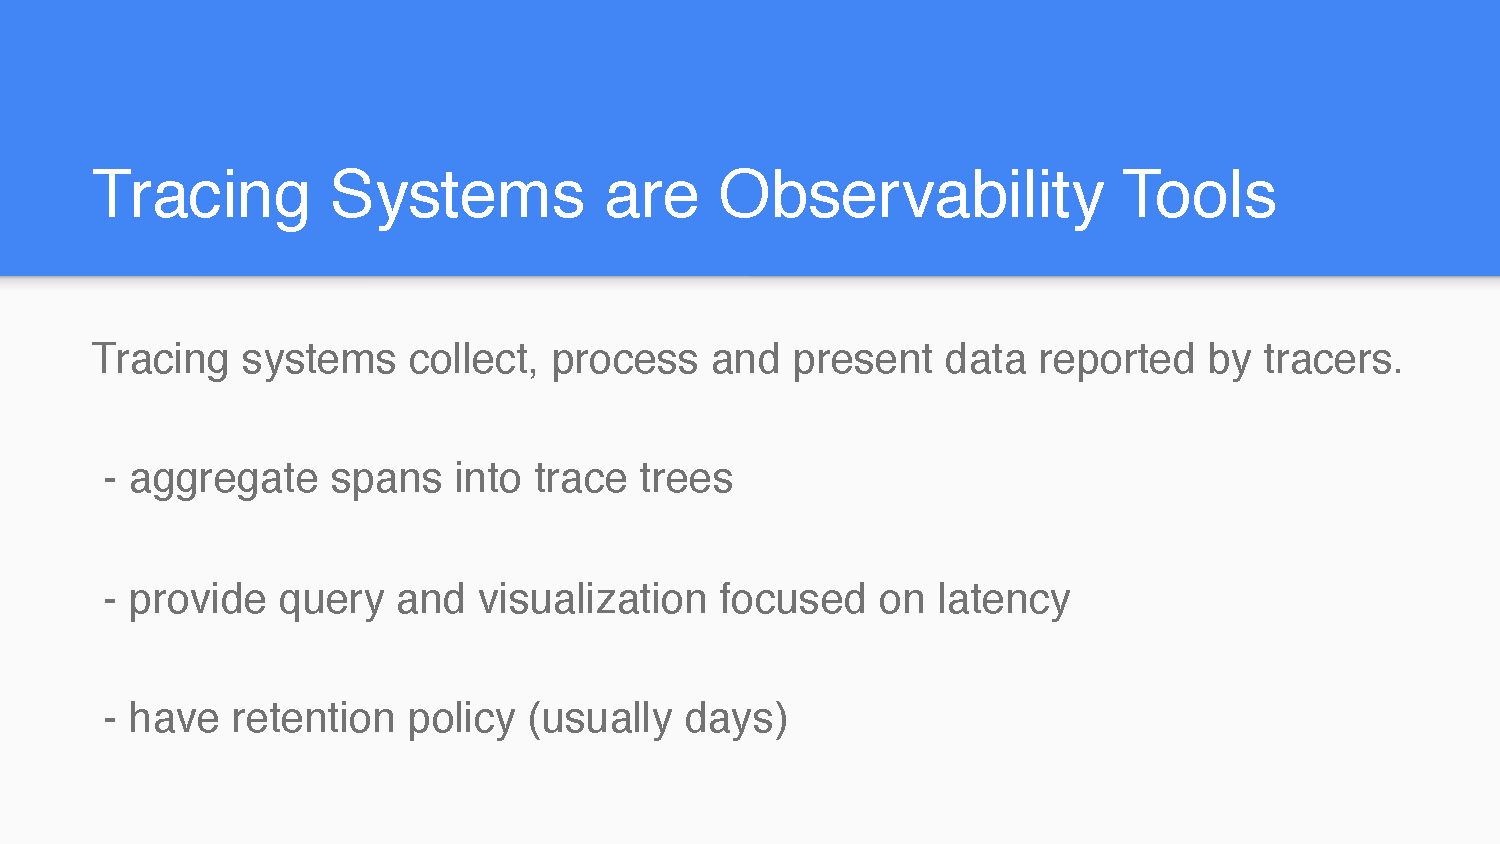 Tracing Systems are Observability Tools
Tracing systems collect, process and present data reported by tracers.
- aggregate spans into trace trees
- provide query and visualization focused on latency
- have retention policy (usually days)